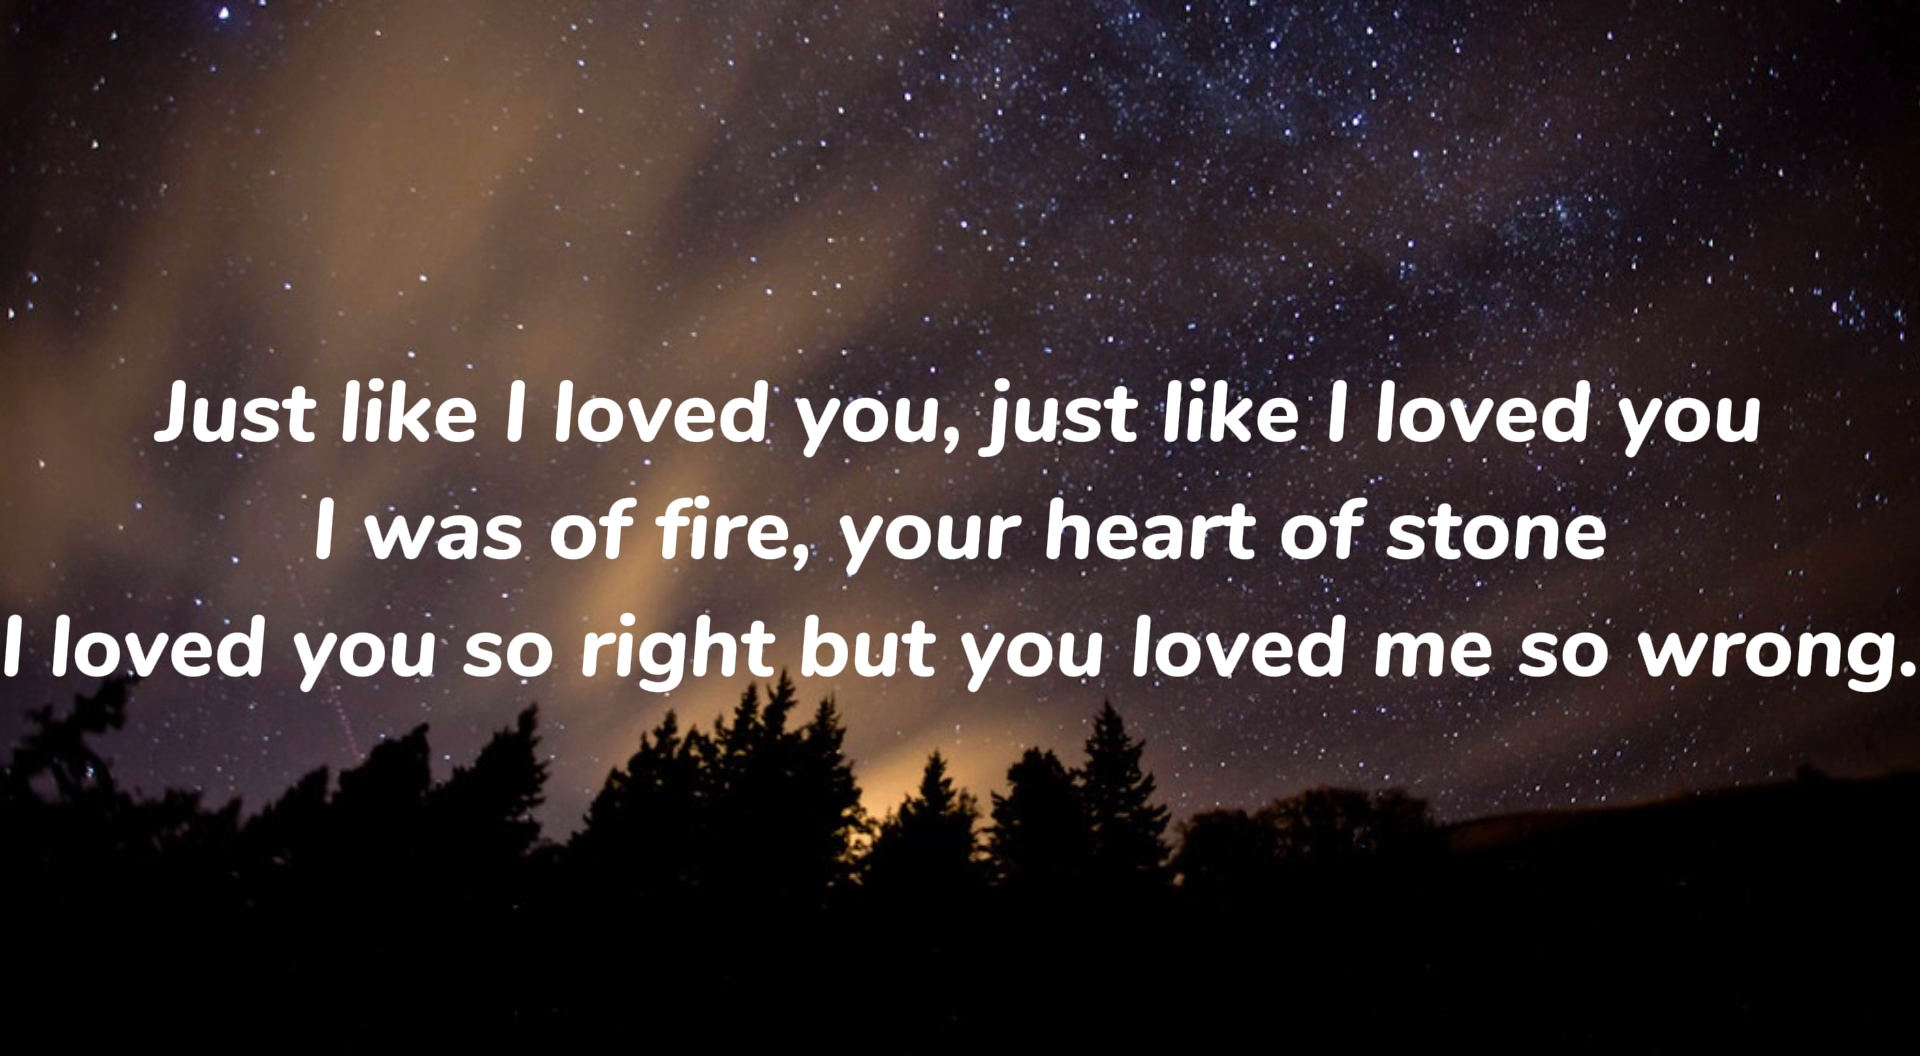 Just like I loved you, just like I loved you
I was of fire, your heart of stone
I loved you so right but you loved me so wrong.